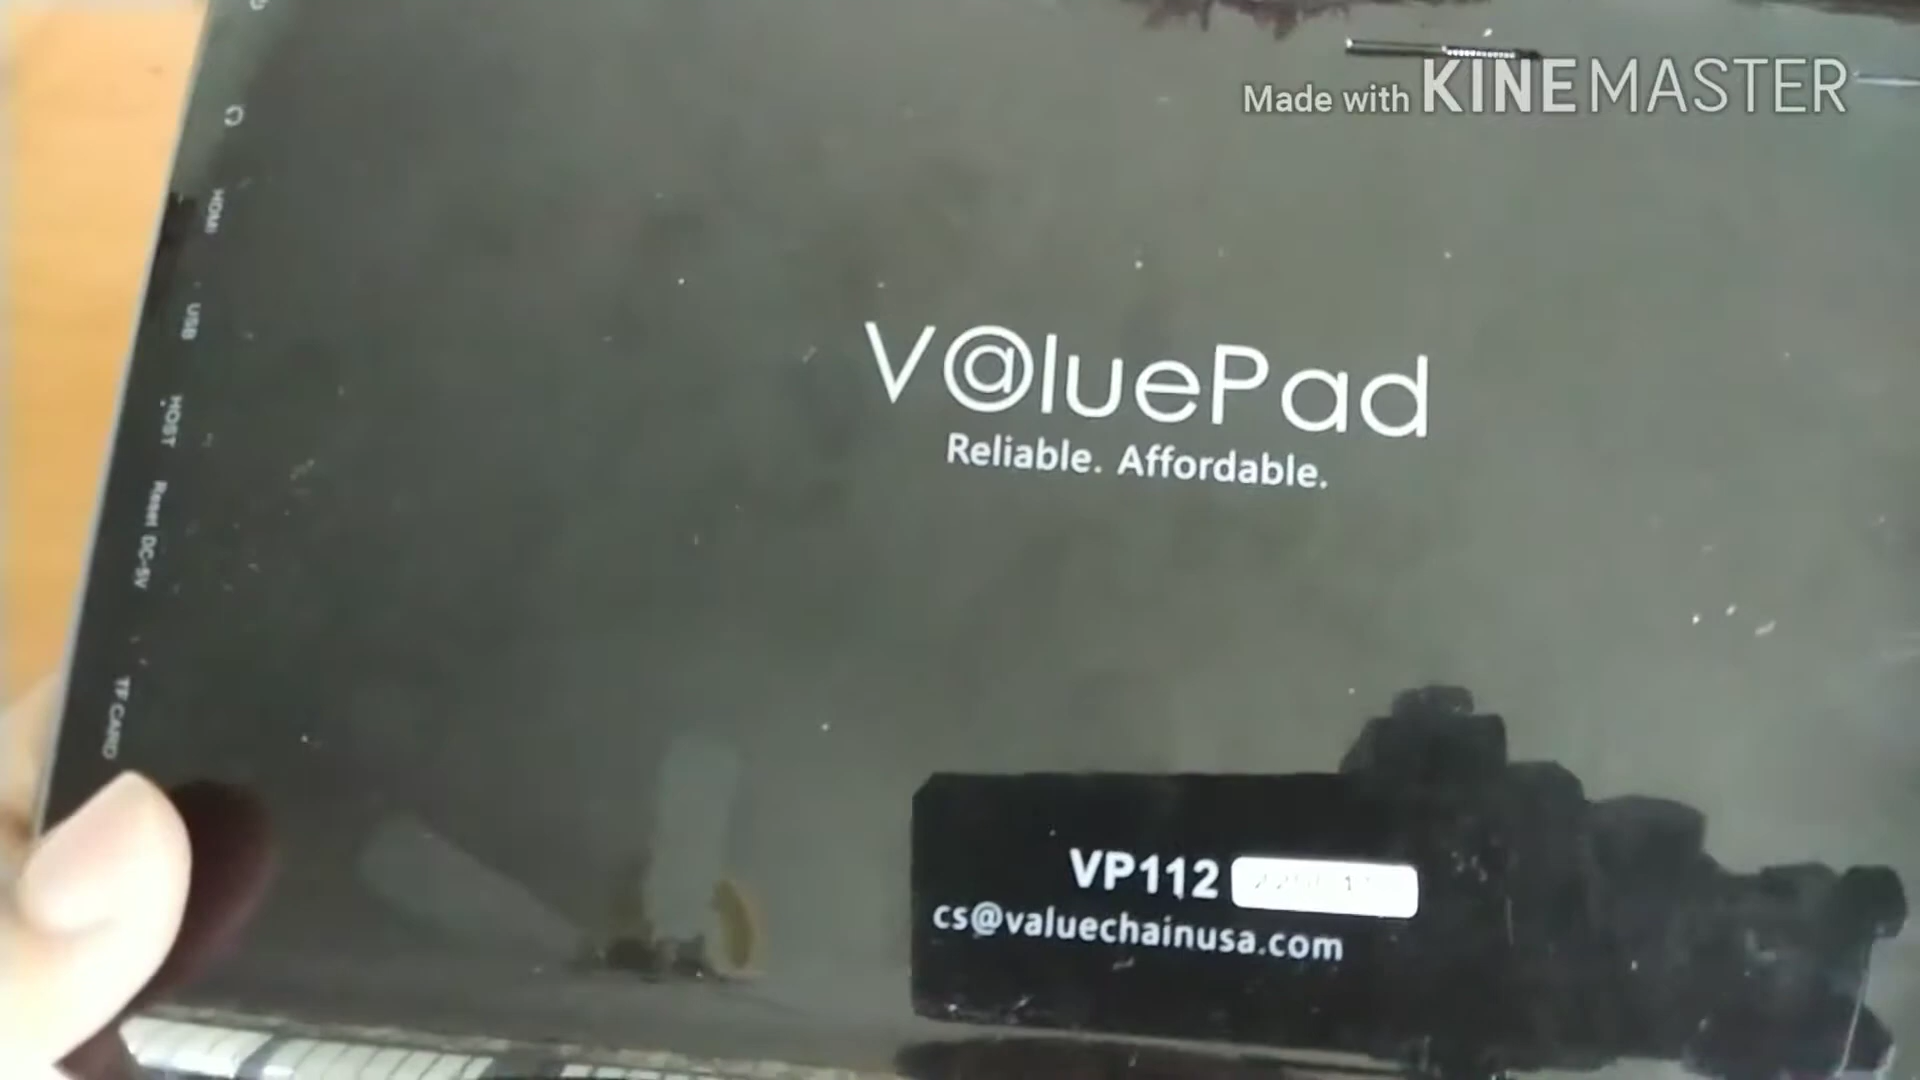 Made with KINEMASTER
V@luePad
Reliable. Affordable.
HDMI
USB
HOST
Reset DC-5V
TF CARD
VP112
cs@valuechainusa.com